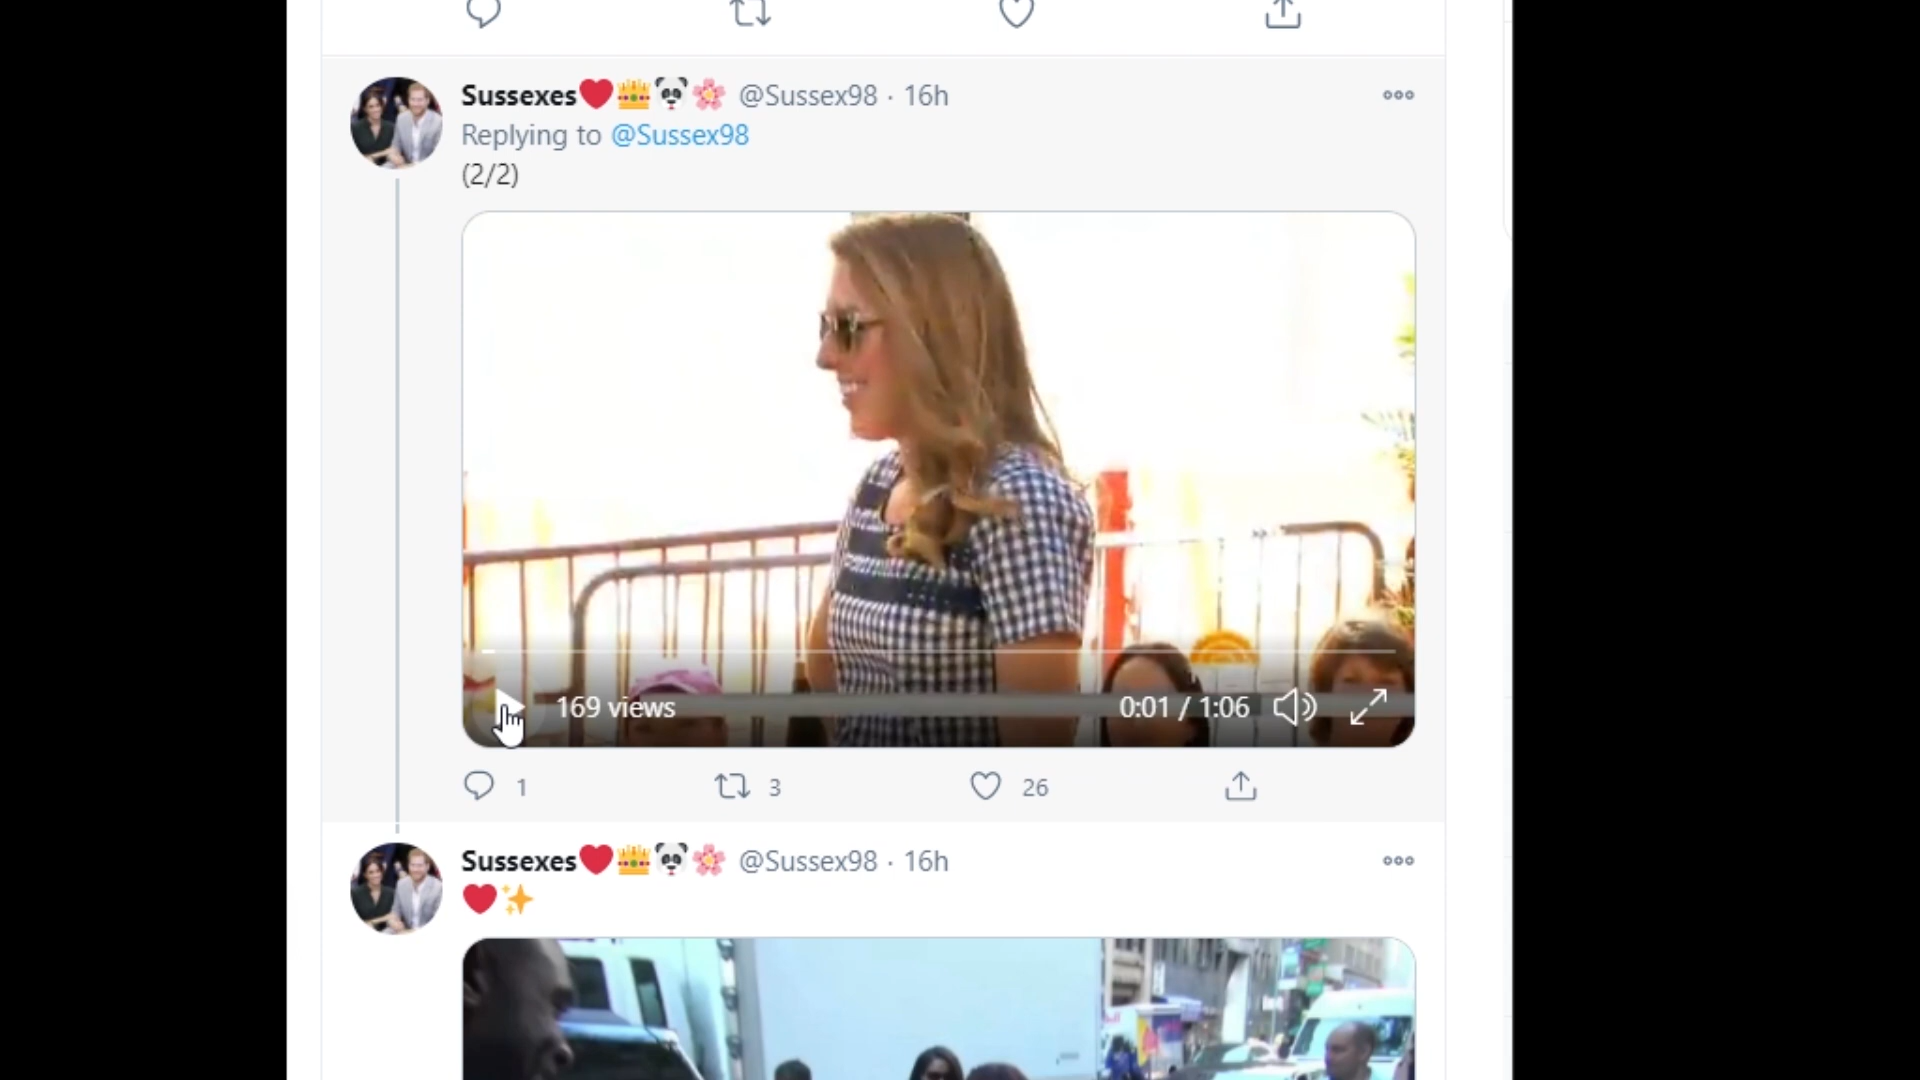 Sussexes❤️👑🐼🌸 @Sussex98 · 16h
Replying to @Sussex98
(2/2)
169 views
0:01 / 1:06
1
3
26
Sussexes❤️👑🐼🌸 @Sussex98 · 16h
❤️✨